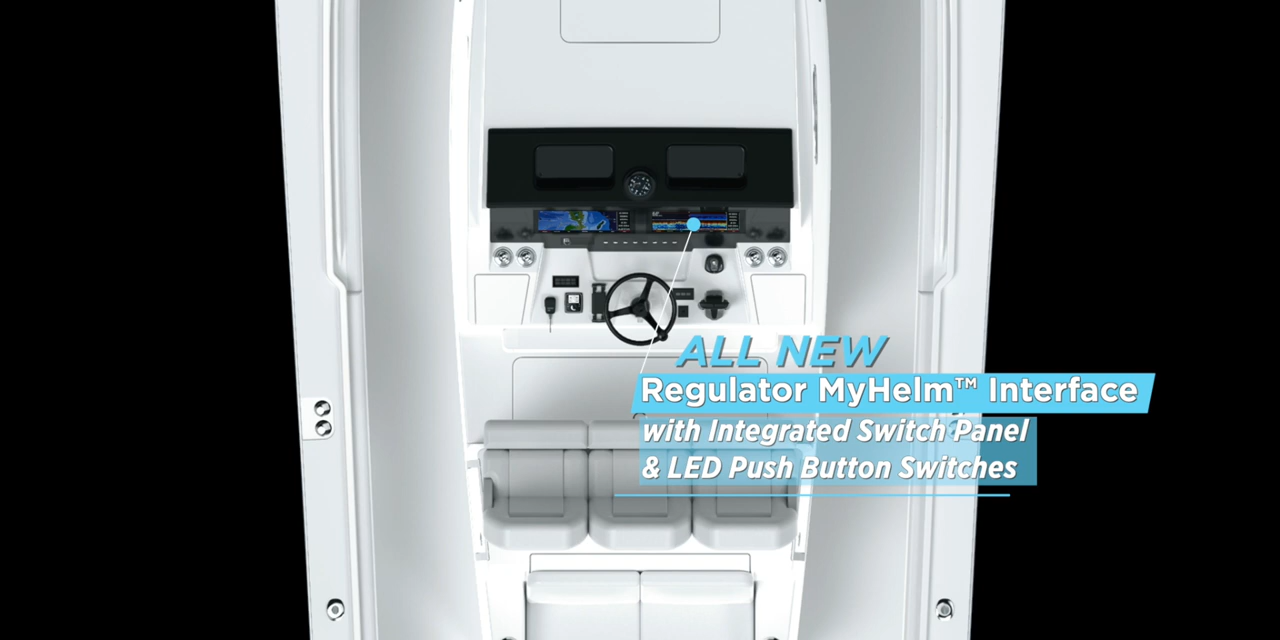 ALL NEW
Regulator MyHelm™ Interface
with Integrated Switch Panel
& LED Push Button Switches